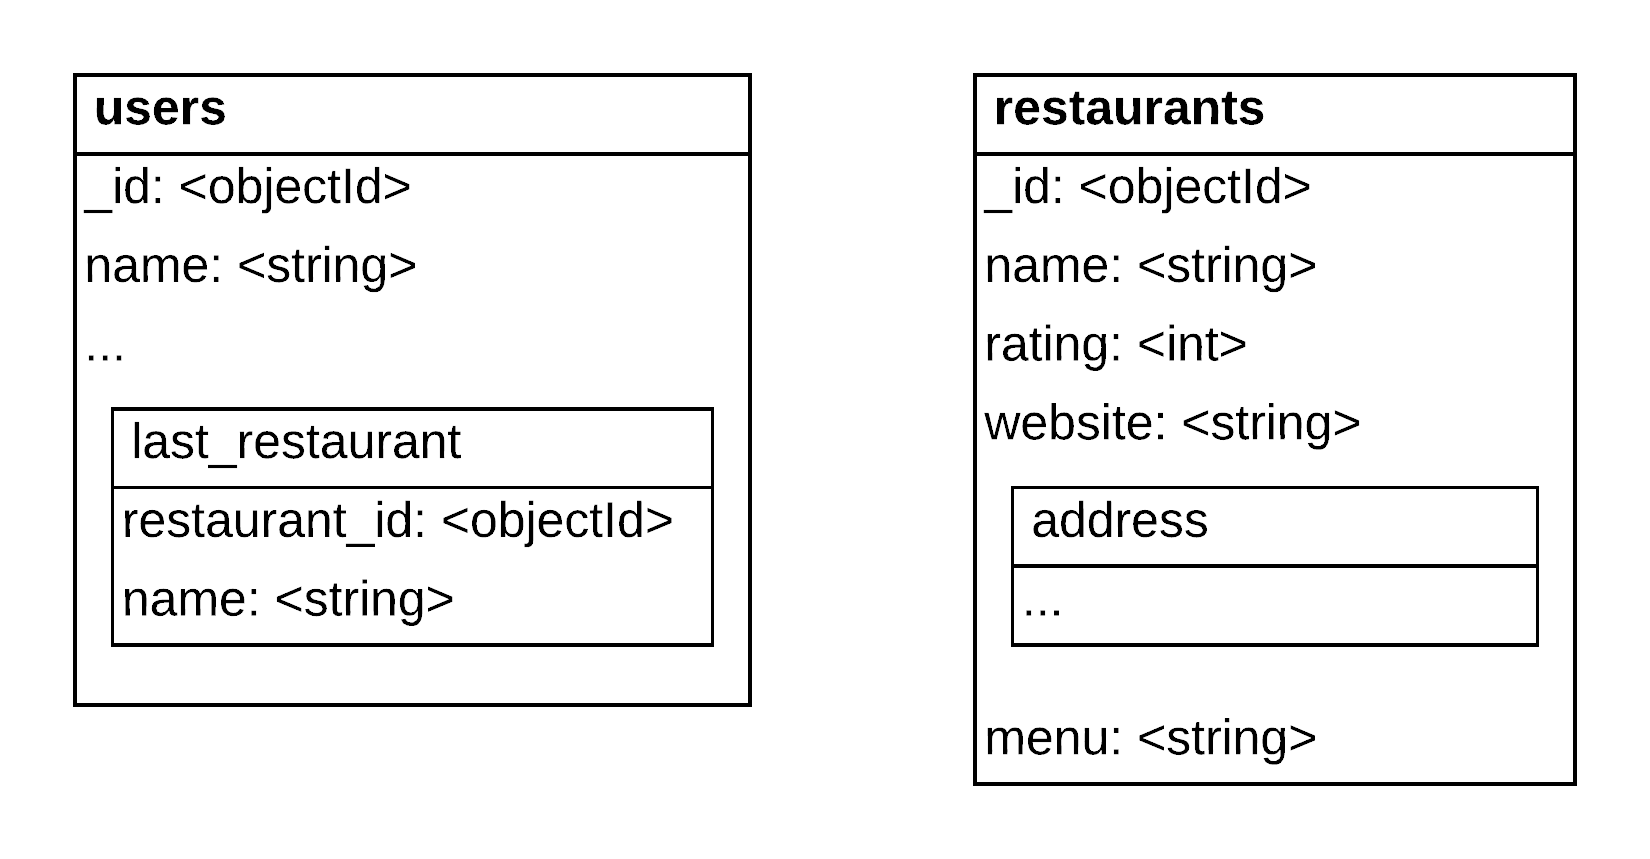 users
_id: <objectId>
name: <string>
...
last_restaurant
restaurant_id: <objectId>
name: <string>
restaurants
_id: <objectId>
name: <string>
rating: <int>
website: <string>
address
...
menu: <string>